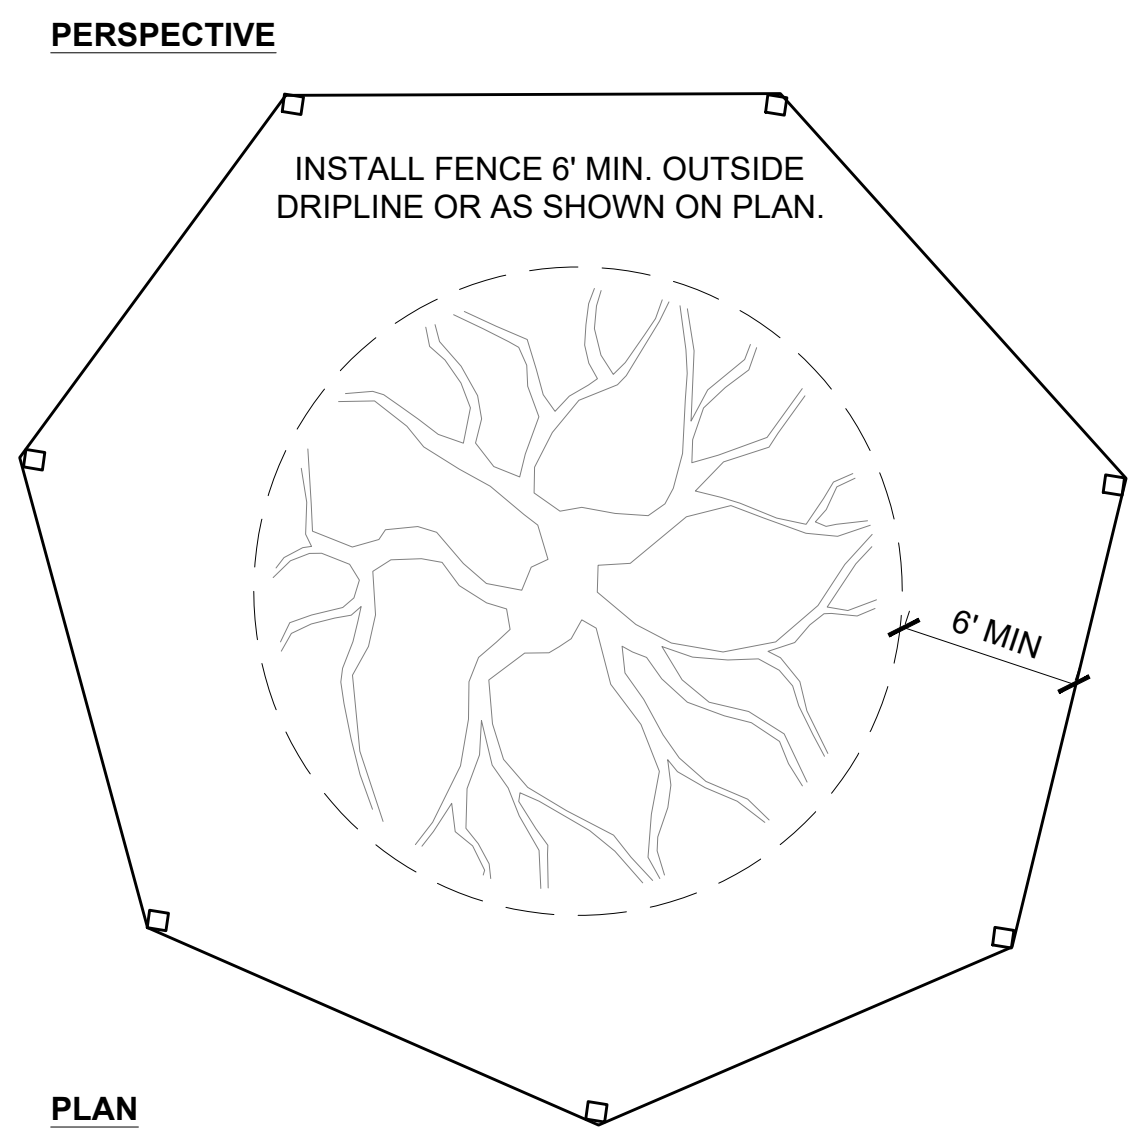 PERSPECTIVE
INSTALL FENCE 6' MIN. OUTSIDE
DRIPLINE OR AS SHOWN ON PLAN.
6' MIN
PLAN